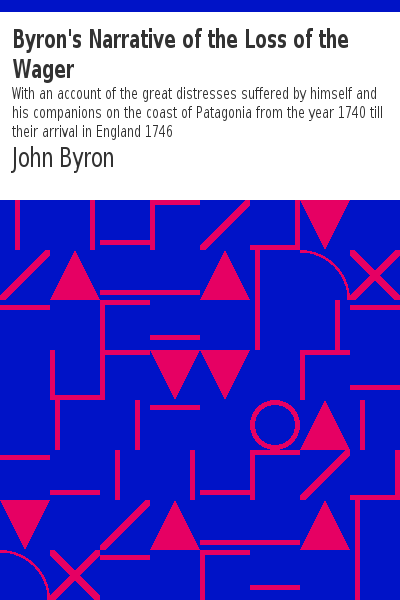 Byron's Narrative of the Loss of the
Wager
With an account of the great distresses suffered by himself and
his companions on the coast of Patagonia from the year 1740 till
their arrival in England 1746
John Byron